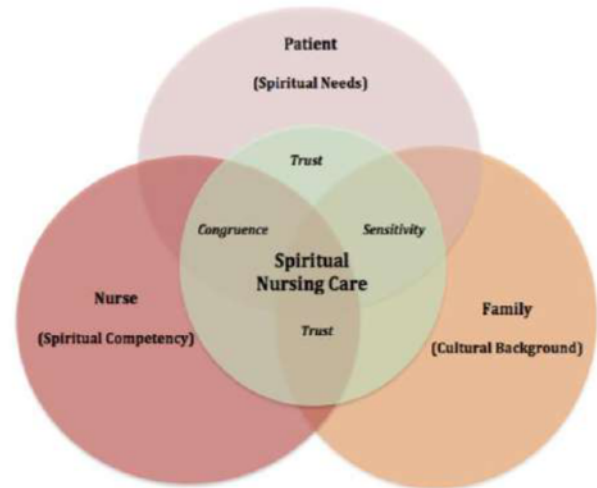 Patient
(Spiritual Needs)
Trust
Congruence
Sensitivity
Spiritual
Nursing Care
Nurse
(Spiritual Competency)
Trust
Family
(Cultural Background)